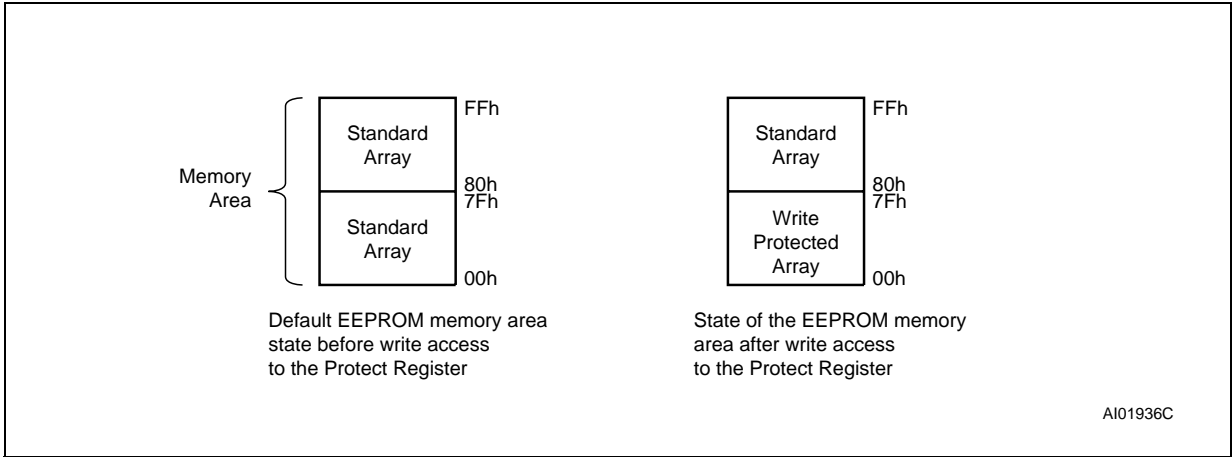 FFh
Standard
Array
Memory
Area
80h
7Fh
Standard
Array
00h
Default EEPROM memory area
state before write access
to the Protect Register
FFh
Standard
Array
80h
7Fh
Write
Protected
Array
00h
State of the EEPROM memory
area after write access
to the Protect Register
AI01936C